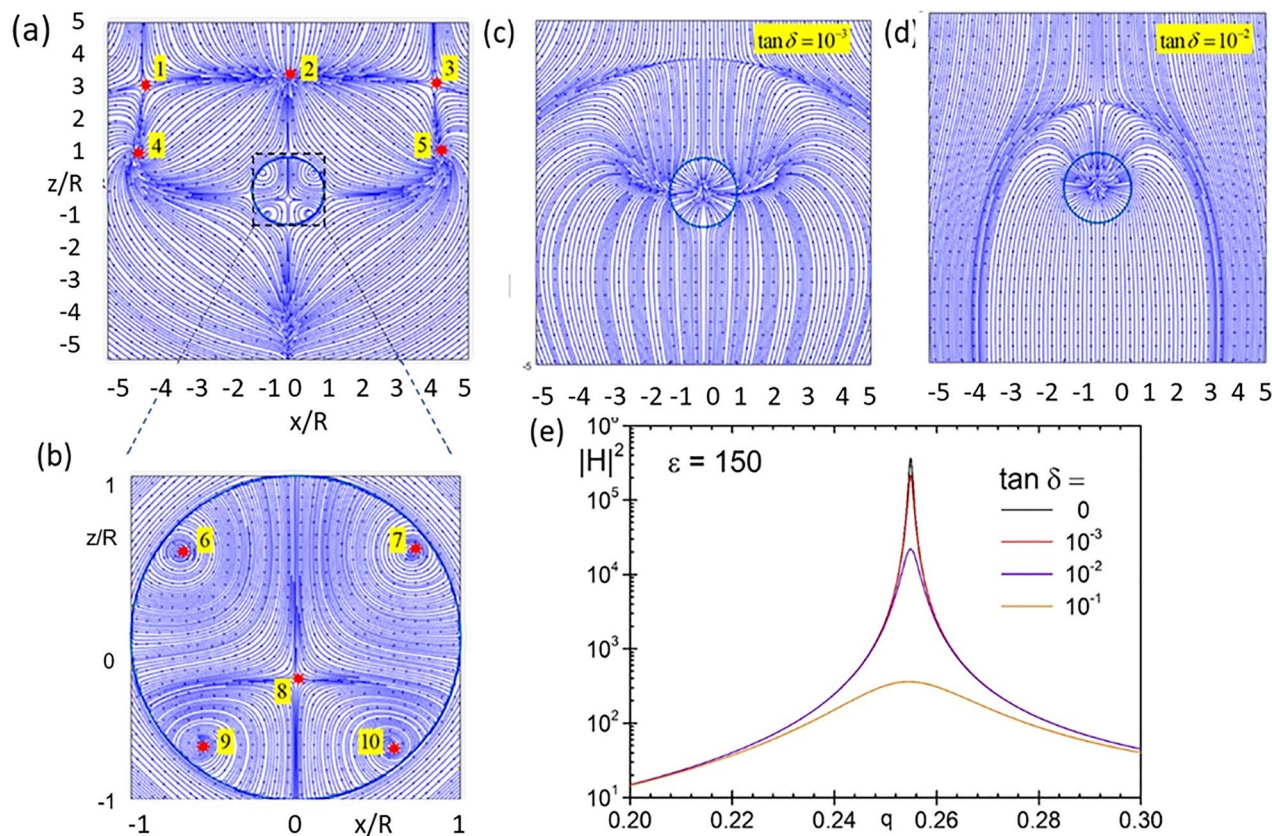 (a)
5
4
3
2
1
z/R
-1
-2
-3
-4
-5
1
2
3
4
5
-5 -4 -3 -2 -1 0 1 2 3 4 5
x/R
(c)
tan δ = 10⁻³
-5
-5 -4 -3 -2 -1 0 1 2 3 4 5
(d)
tan δ = 10⁻²
-5 -4 -3 -2 -1 0 1 2 3 4 5
(b)
1
z/R
0
-1
6
7
8
9
10
-1 0 x/R 1
(e)
|H|²
ε = 150
10⁶
10⁵
10⁴
10³
10²
10¹
tan δ =
0
10⁻³
10⁻²
10⁻¹
0.20 0.22 0.24 q 0.26 0.28 0.30